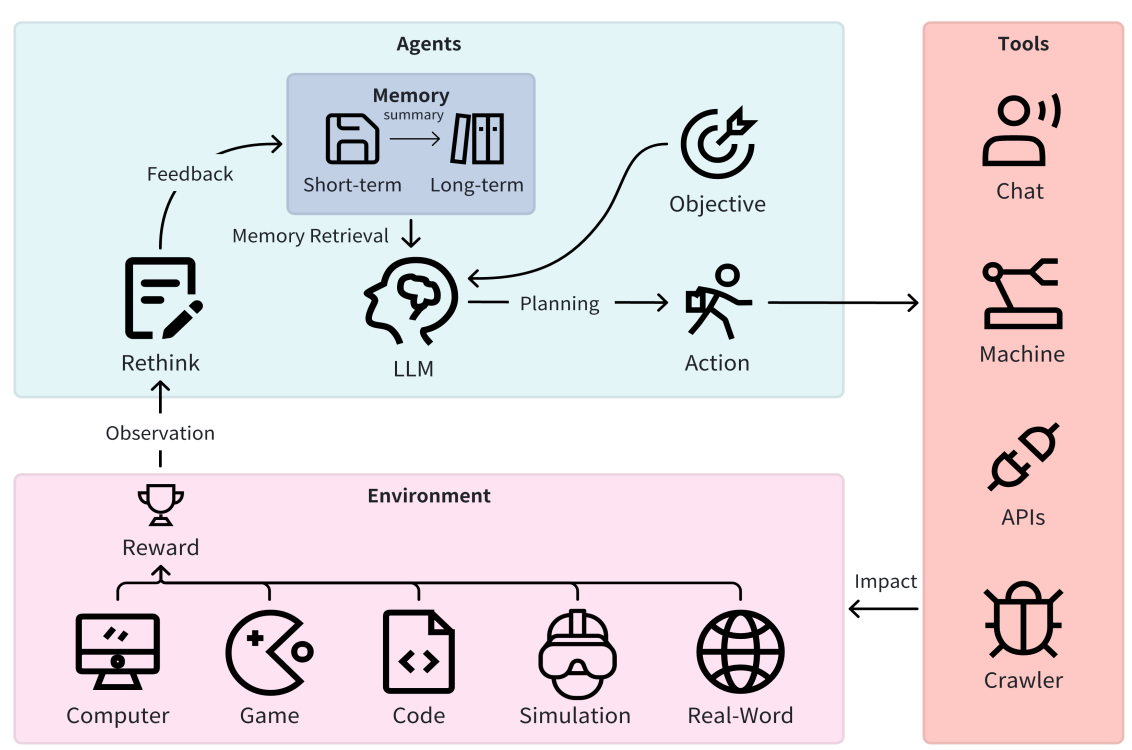 Agents
Memory
summary
Short-term
Long-term
Feedback
Memory Retrieval
Objective
Rethink
LLM
Planning
Action
Observation
Environment
Reward
Computer
Game
Code
Simulation
Real-Word
Tools
Chat
Machine
APIs
Crawler
Impact